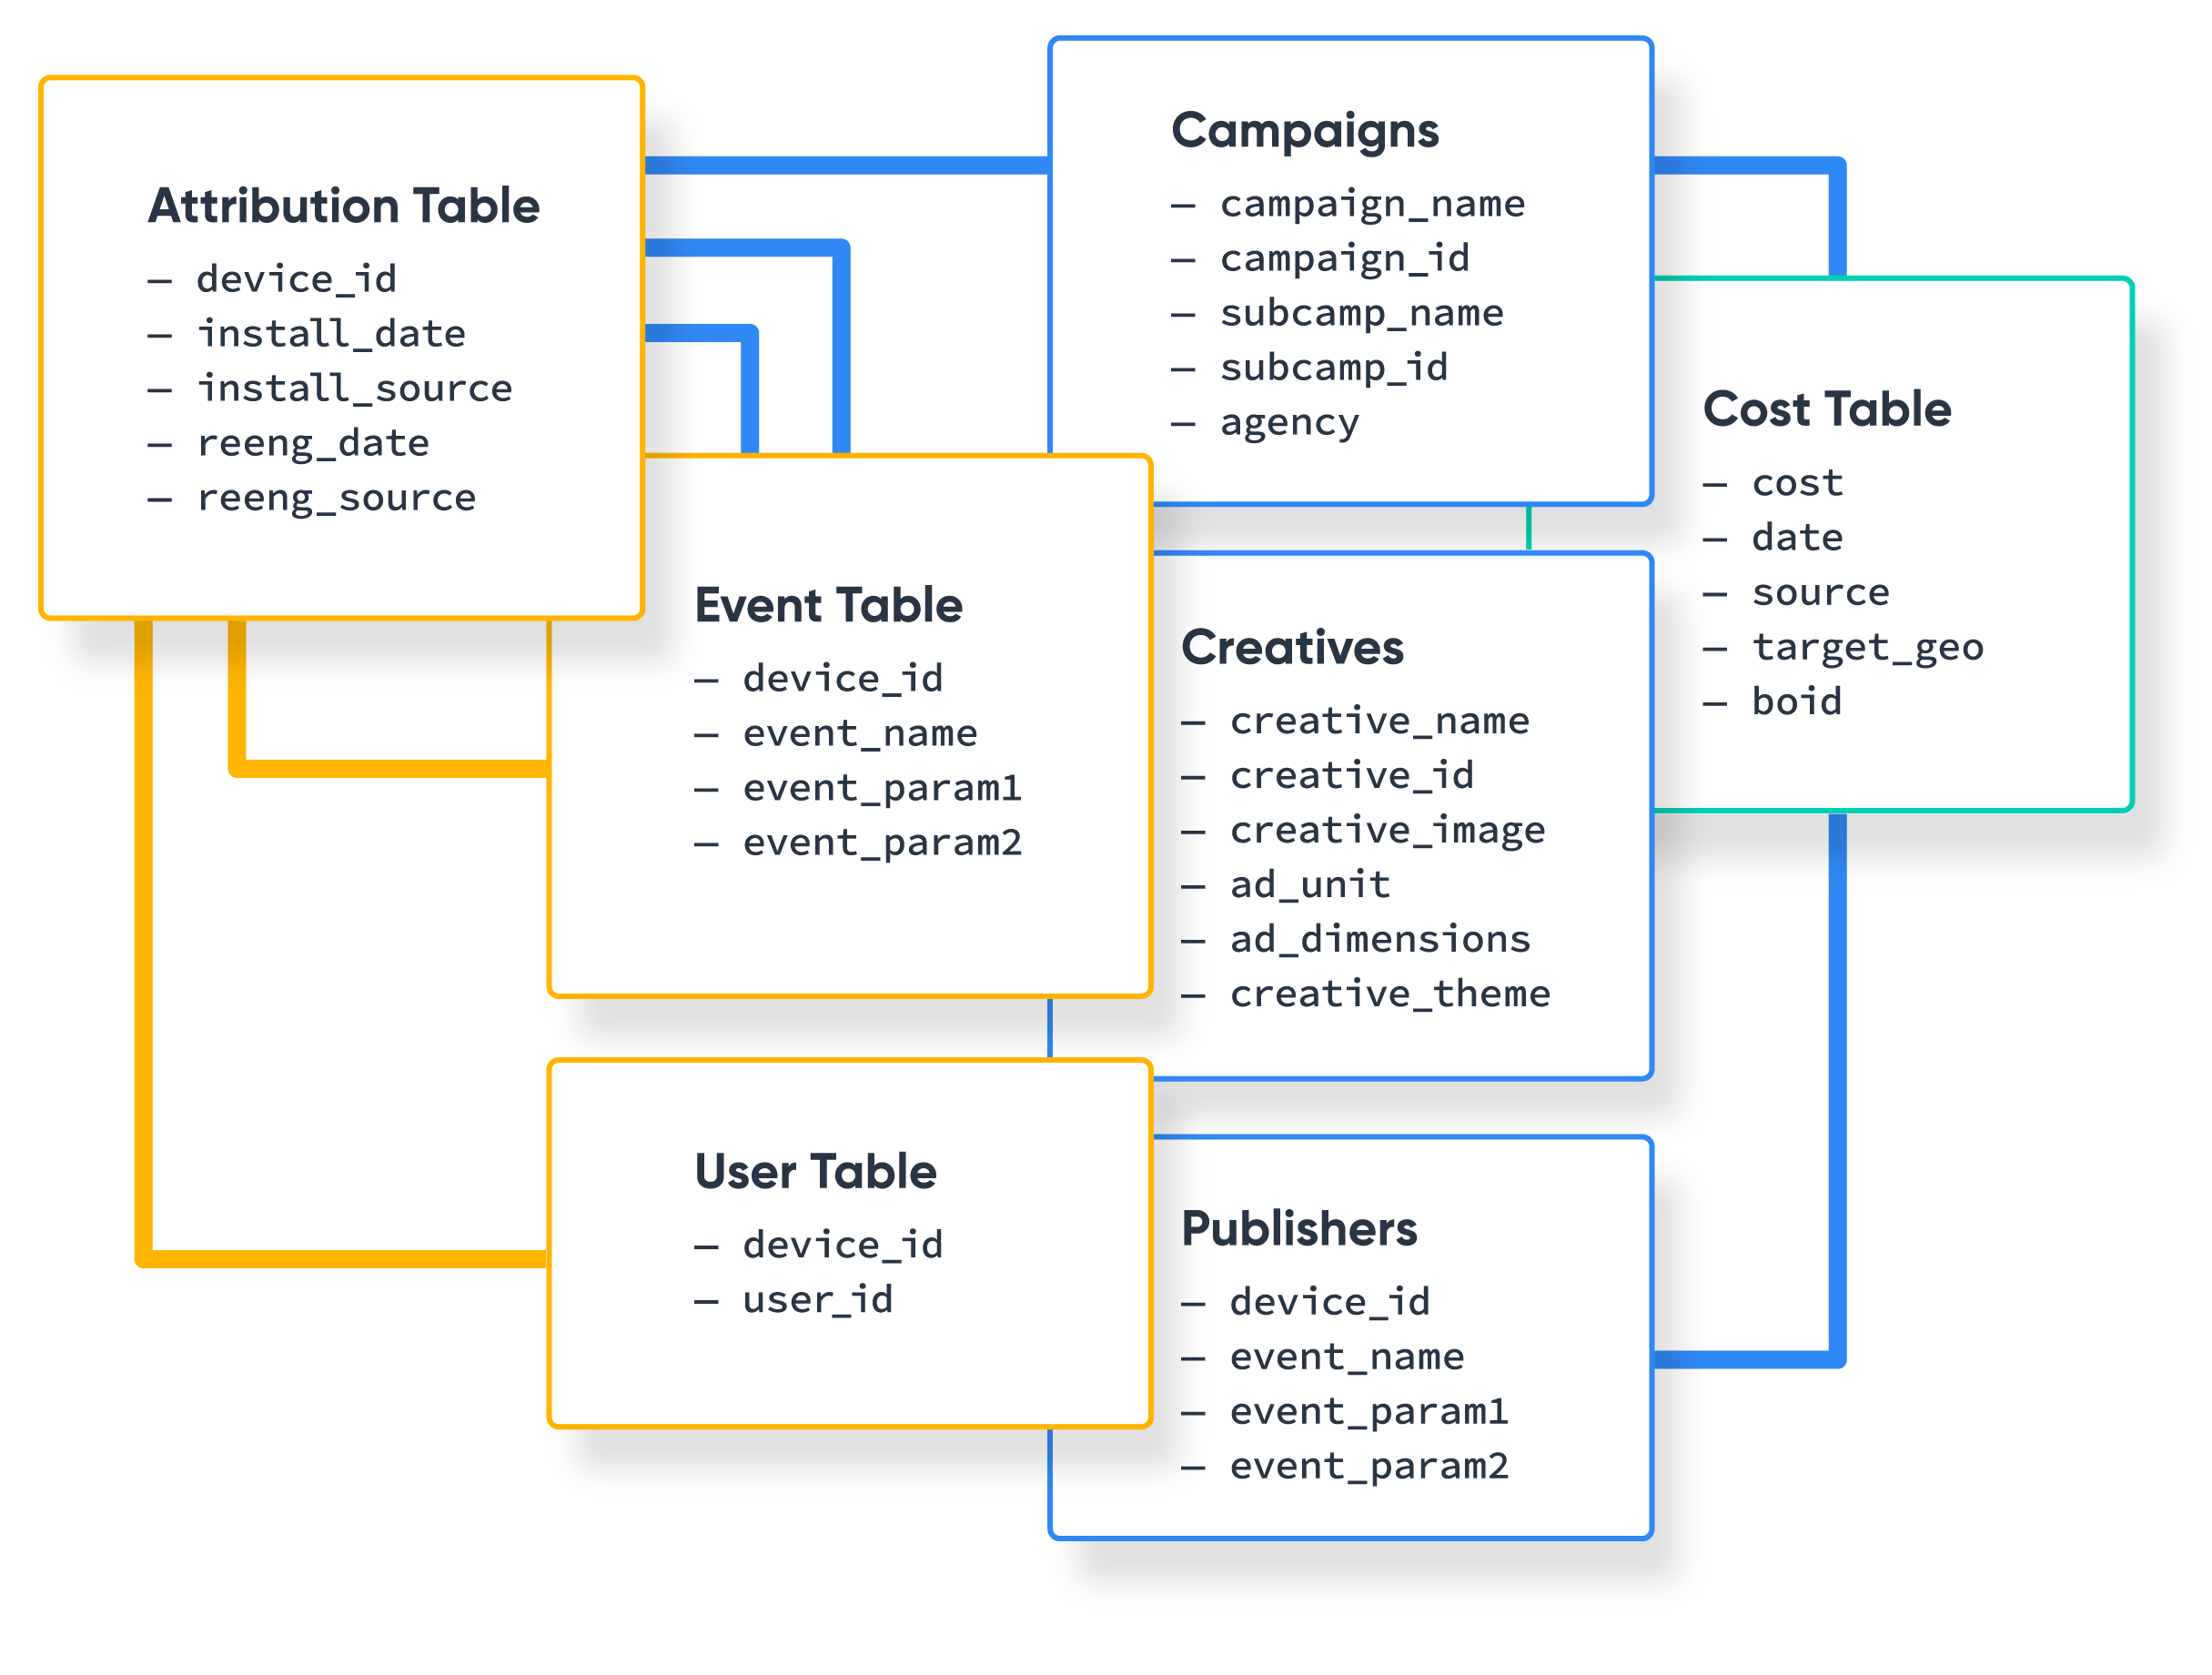 Attribution Table
— device_id
— install_date
— install_source
— reeng_date
— reeng_source
Event Table
— device_id
— event_name
— event_param1
— event_param2
User Table
— device_id
— user_id
Campaigns
— campaign_name
— campaign_id
— subcamp_name
— subcamp_id
— agency
Creatives
— creative_name
— creative_id
— creative_image
— ad_unit
— ad_dimensions
— creative_theme
Publishers
— device_id
— event_name
— event_param1
— event_param2
Cost Table
— cost
— date
— source
— target_geo
— boid